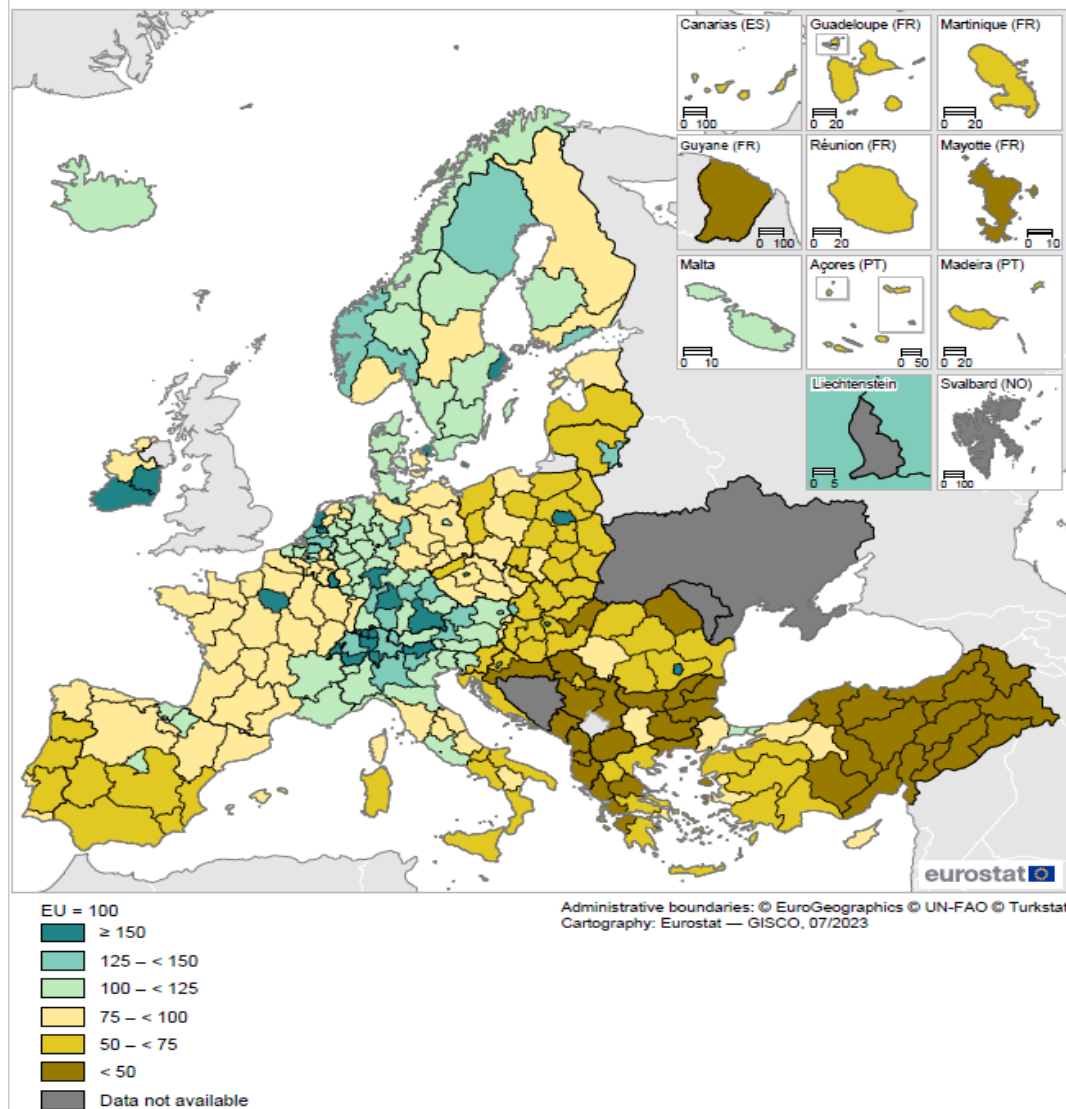 Canarias (ES)
0 100
Guadeloupe (FR)
0 20
Martinique (FR)
0 20
Guyane (FR)
0 100
Réunion (FR)
0 20
Mayotte (FR)
0 10
Malta
0 10
Açores (PT)
0 50
Madeira (PT)
0 20
Liechtenstein
0 5
Svalbard (NO)
0 100
eurostat
EU = 100
≥ 150
125 – < 150
100 – < 125
75 – < 100
50 – < 75
< 50
Data not available
Administrative boundaries: © EuroGeographics © UN-FAO © Turkstat
Cartography: Eurostat — GISCO, 07/2023